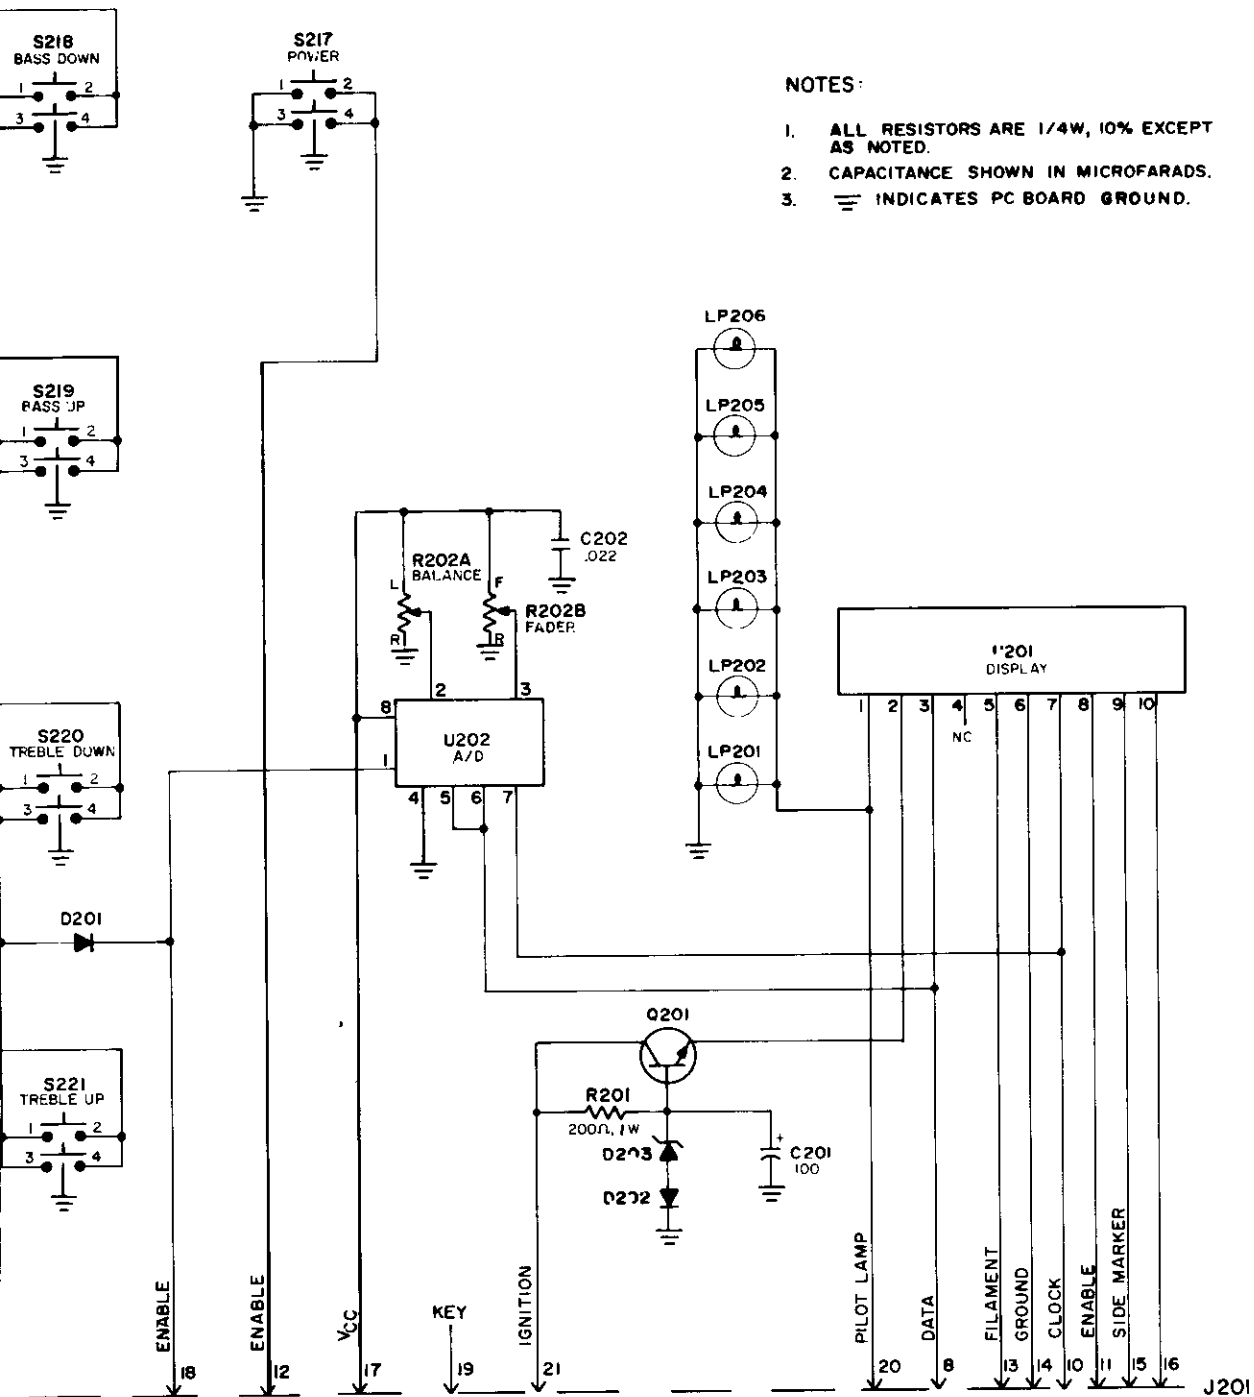 S218
BASS DOWN
1 2
3 4
S217
POWER
1 2
3 4
NOTES:
1. ALL RESISTORS ARE 1/4W, 10% EXCEPT
AS NOTED.
2. CAPACITANCE SHOWN IN MICROFARADS.
3. INDICATES PC BOARD GROUND.
LP206
S219
BASS UP
1 2
3 4
LP205
LP204
C202
.022
R202A
BALANCE
L F
R202B
FADER
R R
LP203
LP202
LP201
DISPLAY
1 2 3 4 5 6 7 8 9 10
NC
2 3
8
U202
A/D
1
4 5 6 7
S220
TREBLE DOWN
1 2
3 4
D201
Q201
R201
200Ω, 1W
D203
D202
+
C201
100
S221
TREBLE UP
1 2
3 4
ENABLE
ENABLE
VCC
KEY
IGNITION
PILOT LAMP
DATA
FILAMENT
GROUND
CLOCK
ENABLE
SIDE MARKER
18 12 17 19 21 20 8 13 14 10 11 15 16
J201